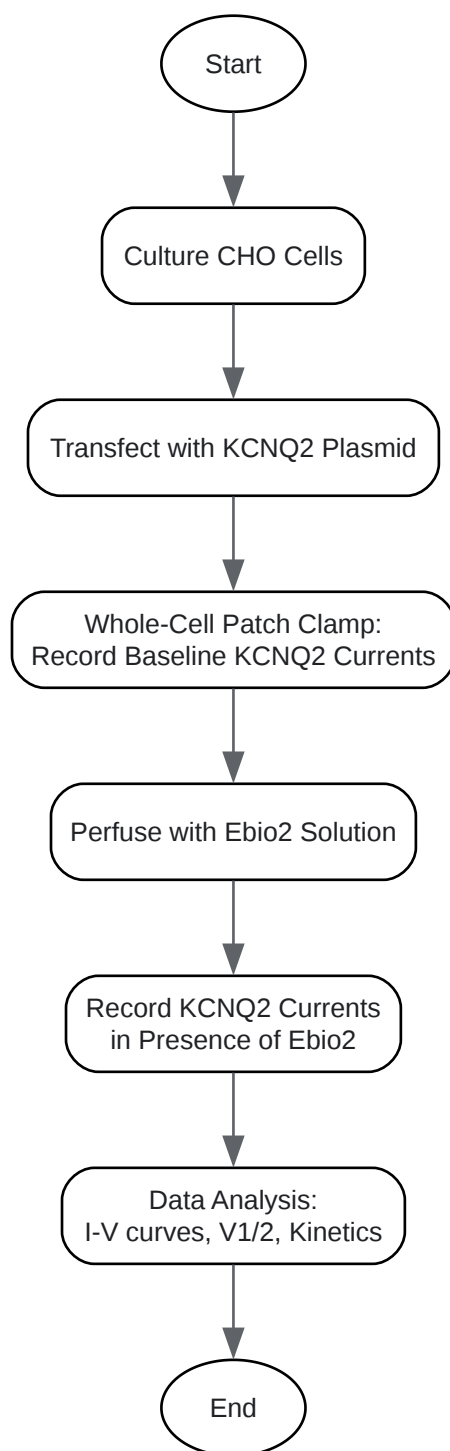 Start
Culture CHO Cells
Transfect with KCNQ2 Plasmid
Whole-Cell Patch Clamp:
Record Baseline KCNQ2 Currents
Perfuse with Ebio2 Solution
Record KCNQ2 Currents
in Presence of Ebio2
Data Analysis:
I-V curves, V1/2, Kinetics
End